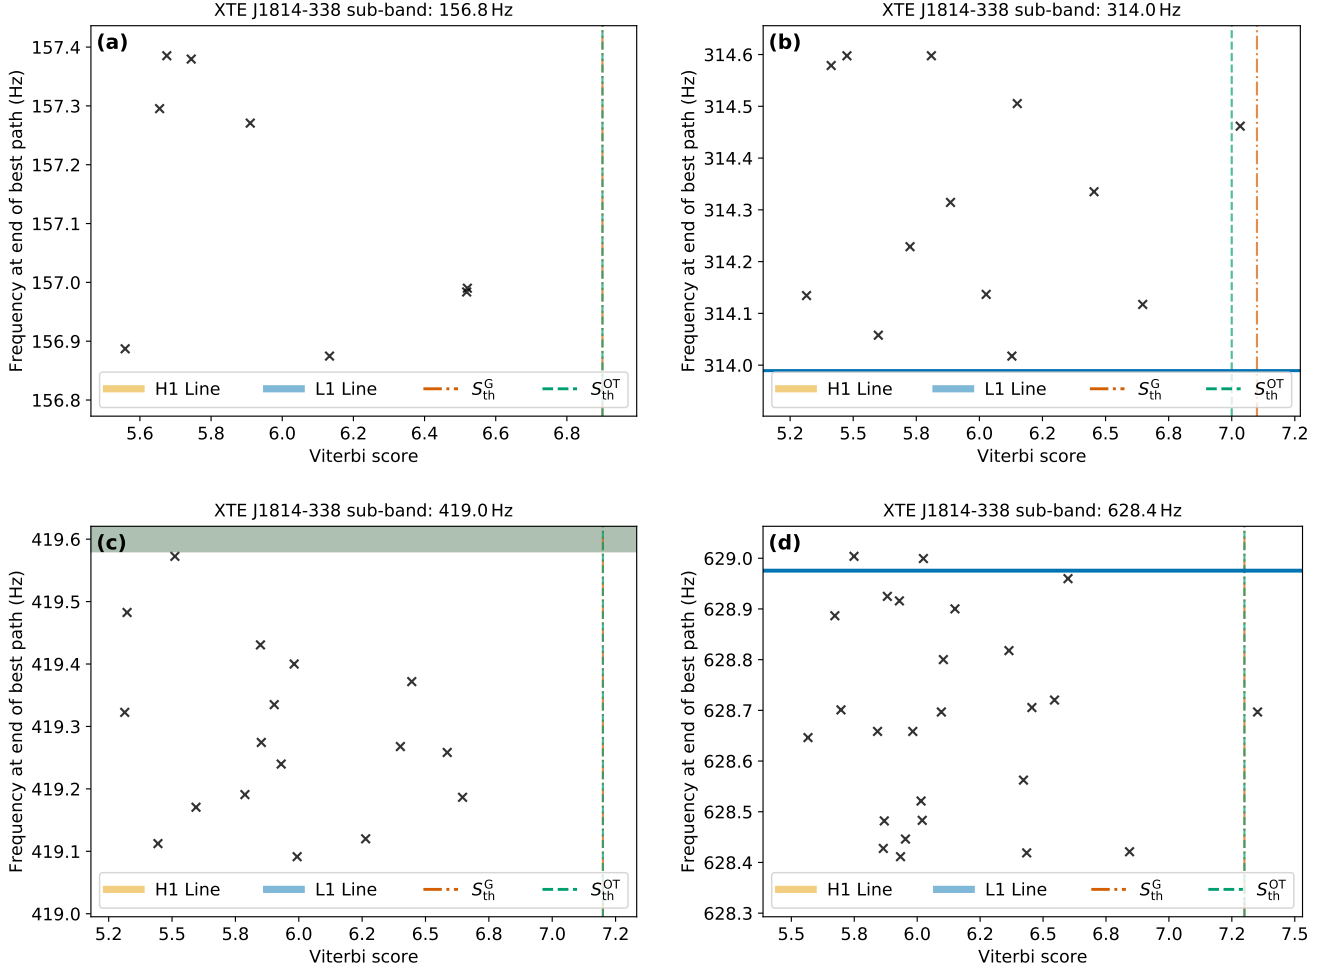 XTE J1814-338 sub-band: 156.8 Hz
(a)
Frequency at end of best path (Hz)
157.4
157.3
157.2
157.1
157.0
156.9
156.8
H1 Line
L1 Line
S_th^G
S_th^OT
5.6 5.8 6.0 6.2 6.4 6.6 6.8
Viterbi score
XTE J1814-338 sub-band: 314.0 Hz
(b)
Frequency at end of best path (Hz)
314.6
314.5
314.4
314.3
314.2
314.1
314.0
H1 Line
L1 Line
S_th^G
S_th^OT
5.2 5.5 5.8 6.0 6.2 6.5 6.8 7.0 7.2
Viterbi score
XTE J1814-338 sub-band: 419.0 Hz
(c)
Frequency at end of best path (Hz)
419.6
419.5
419.4
419.3
419.2
419.1
419.0
H1 Line
L1 Line
S_th^G
S_th^OT
5.2 5.5 5.8 6.0 6.2 6.5 6.8 7.0 7.2
Viterbi score
XTE J1814-338 sub-band: 628.4 Hz
(d)
Frequency at end of best path (Hz)
629.0
628.9
628.8
628.7
628.6
628.5
628.4
628.3
H1 Line
L1 Line
S_th^G
S_th^OT
5.5 5.8 6.0 6.2 6.5 6.8 7.0 7.2 7.5
Viterbi score